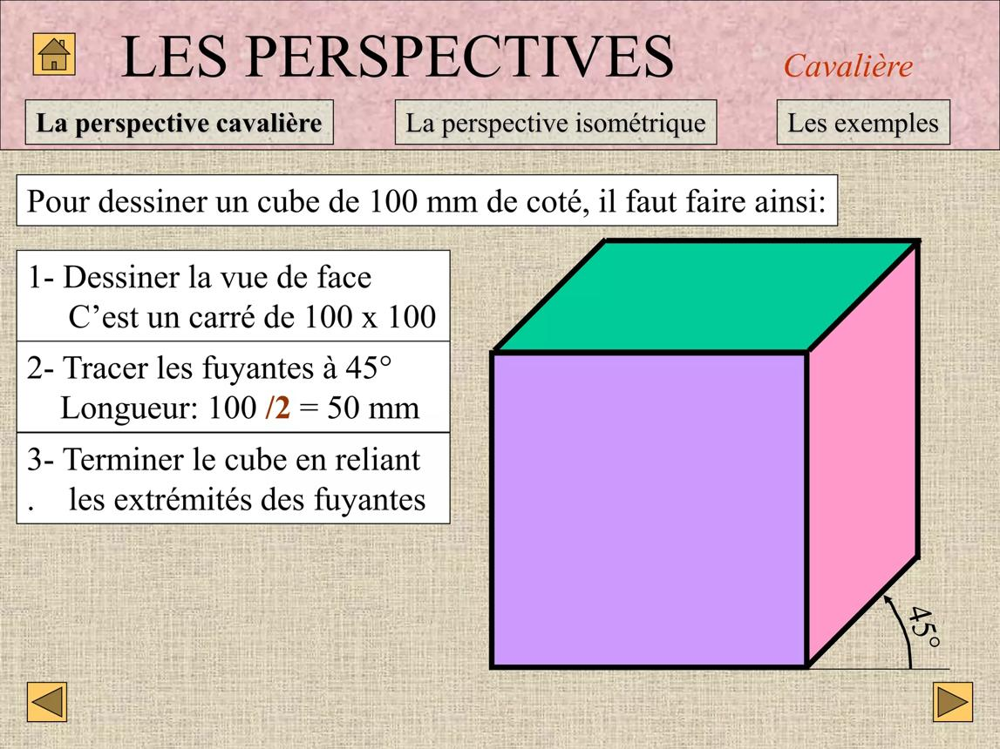 LES PERSPECTIVES
Cavalière
La perspective cavalière
La perspective isométrique
Les exemples
Pour dessiner un cube de 100 mm de coté, il faut faire ainsi:
1- Dessiner la vue de face
C’est un carré de 100 x 100
2- Tracer les fuyantes à 45°
Longueur: 100 /2 = 50 mm
3- Terminer le cube en reliant
. les extrémités des fuyantes
45°